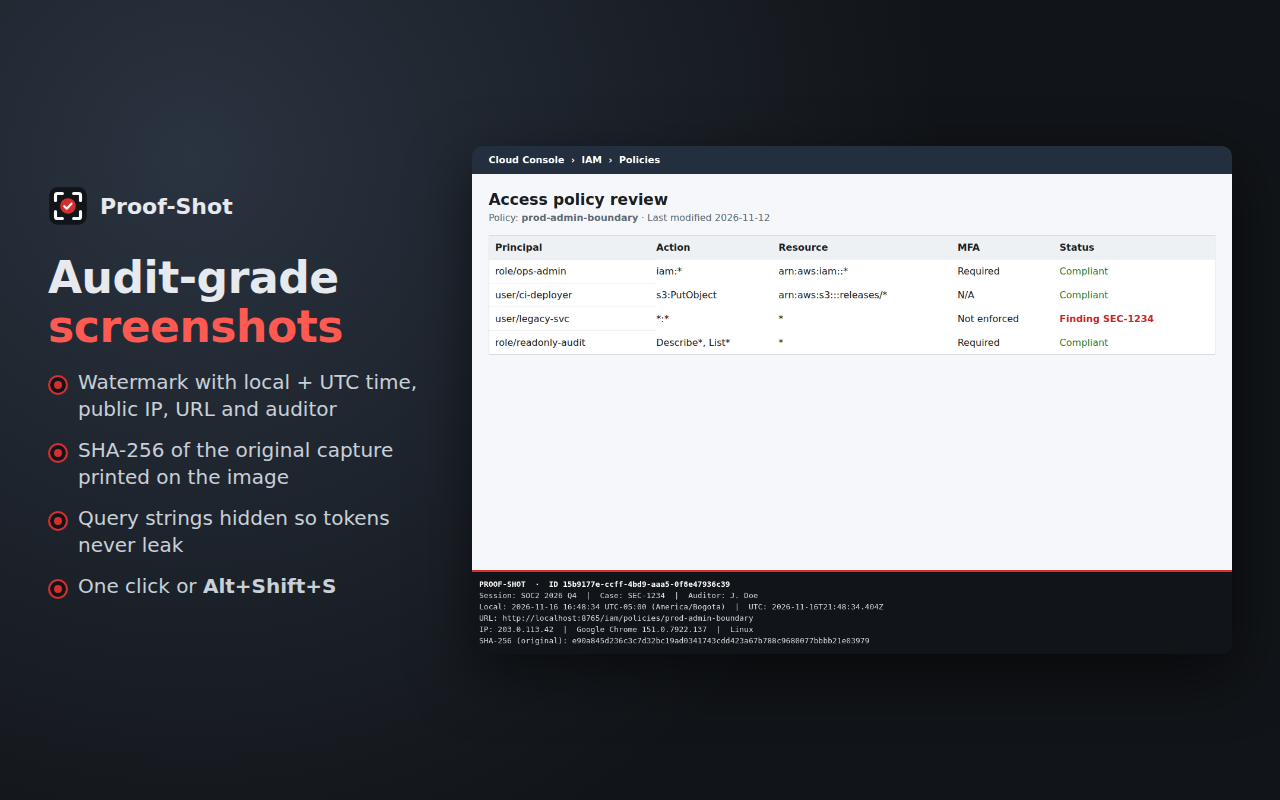 Proof-Shot
Audit-grade
screenshots
Watermark with local + UTC time,
public IP, URL and auditor
SHA-256 of the original capture
printed on the image
Query strings hidden so tokens
never leak
One click or Alt+Shift+S
Cloud Console › IAM › Policies
Access policy review
Policy: prod-admin-boundary · Last modified 2026-11-12
Principal Action Resource MFA Status
role/ops-admin iam:* arn:aws:iam::* Required Compliant
user/ci-deployer s3:PutObject arn:aws:s3:::releases/* N/A Compliant
user/legacy-svc *:* * Not enforced Finding SEC-1234
role/readonly-audit Describe*, List* * Required Compliant
PROOF-SHOT · ID 15b9177e-ccff-4bd9-aaa5-0f8e47936c39
Session: SOC2 2026 Q4 | Case: SEC-1234 | Auditor: J. Doe
Local: 2026-11-16 16:48:34 UTC-05:00 (America/Bogota) | UTC: 2026-11-16T21:48:34.404Z
URL: http://localhost:8765/iam/policies/prod-admin-boundary
IP: 203.0.113.42 | Google Chrome 151.0.7922.137 | Linux
SHA-256 (original): e90a845d236c3c7d32bc19ad0341743cdd423a67b788c9680077bbbb21e03979